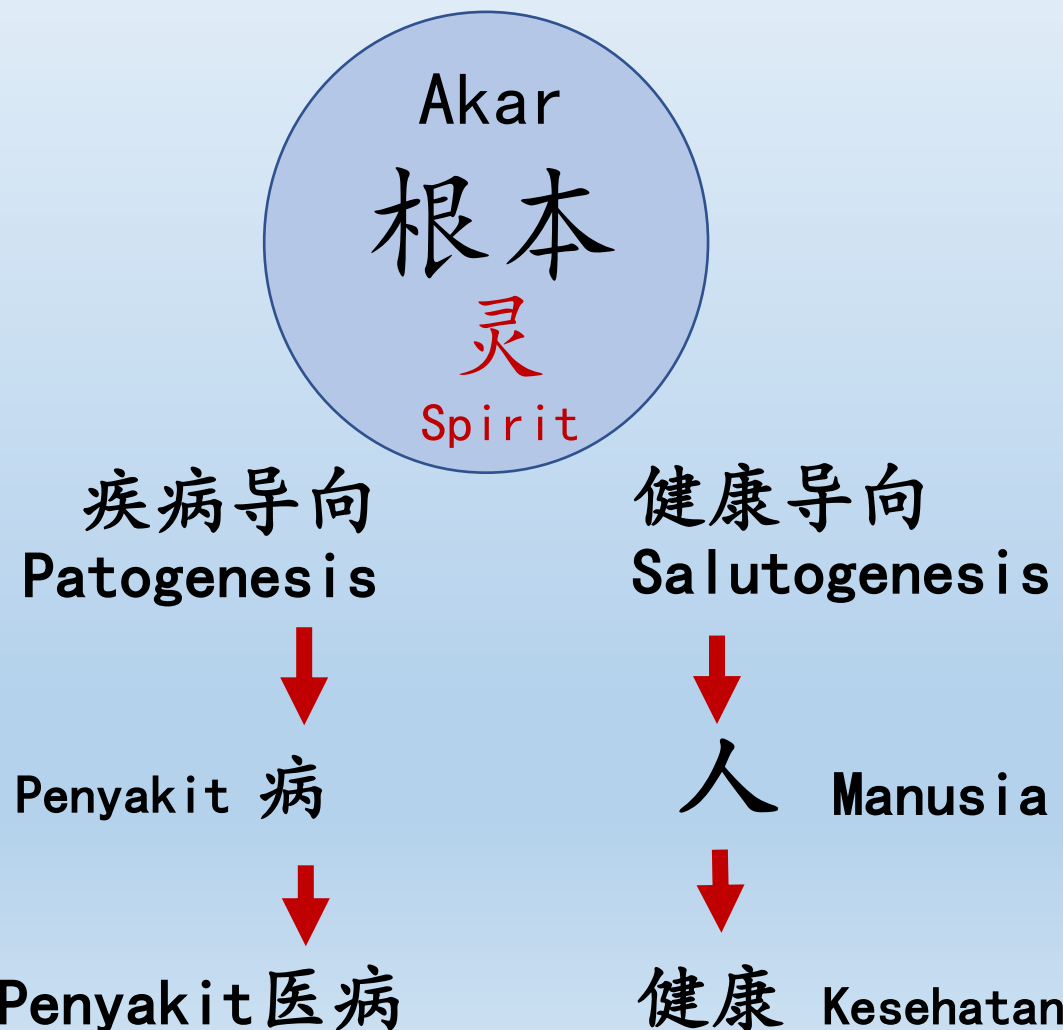 Akar
根本
灵
Spirit
疾病导向
Patogenesis
健康导向
Salutogenesis
Penyakit 病
人 Manusia
Penyakit医病
健康 Kesehatan